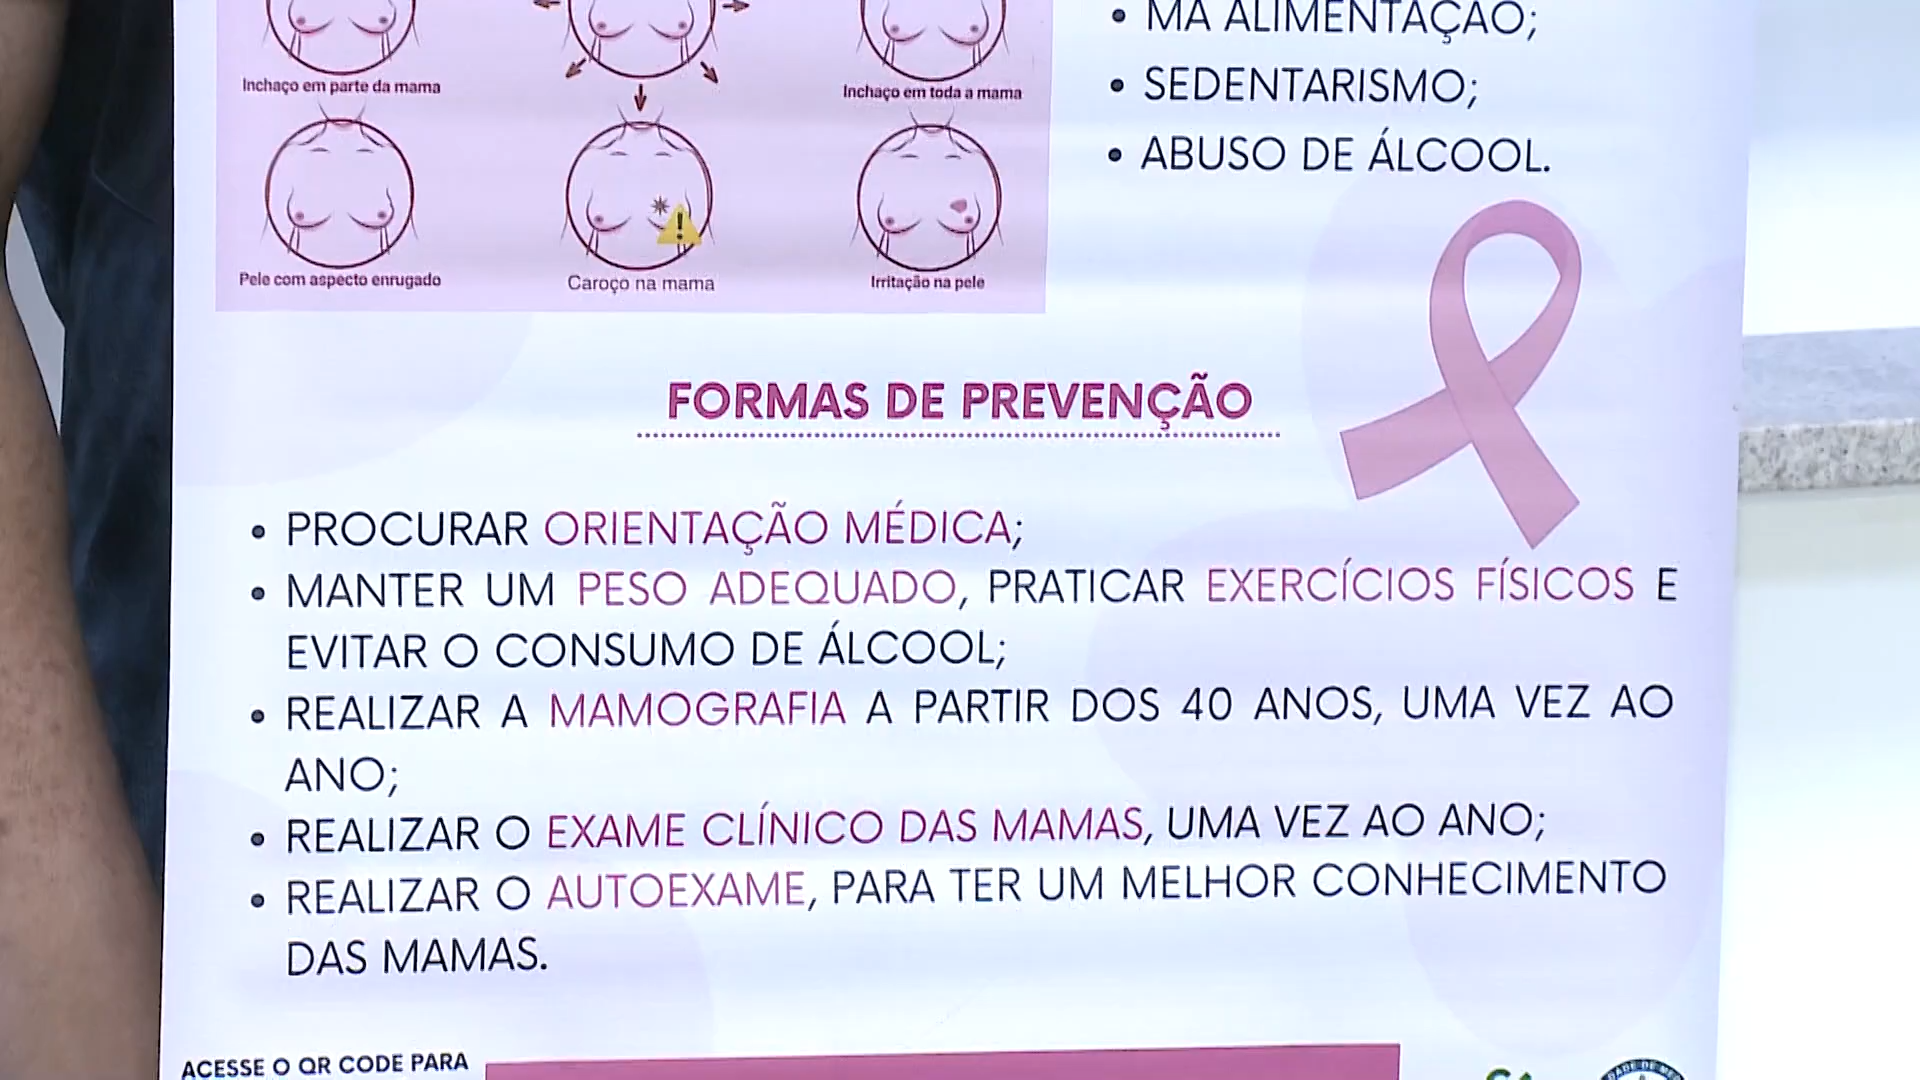 Inchaço em parte da mama
Inchaço em toda a mama
Pele com aspecto enrugado
Caroço na mama
Irritação na pele
• MÁ ALIMENTAÇÃO;
• SEDENTARISMO;
• ABUSO DE ÁLCOOL.
FORMAS DE PREVENÇÃO
• PROCURAR ORIENTAÇÃO MÉDICA;
• MANTER UM PESO ADEQUADO, PRATICAR EXERCÍCIOS FÍSICOS E
EVITAR O CONSUMO DE ÁLCOOL;
• REALIZAR A MAMOGRAFIA A PARTIR DOS 40 ANOS, UMA VEZ AO
ANO;
• REALIZAR O EXAME CLÍNICO DAS MAMAS, UMA VEZ AO ANO;
• REALIZAR O AUTOEXAME, PARA TER UM MELHOR CONHECIMENTO
DAS MAMAS.
ACESSE O QR CODE PARA